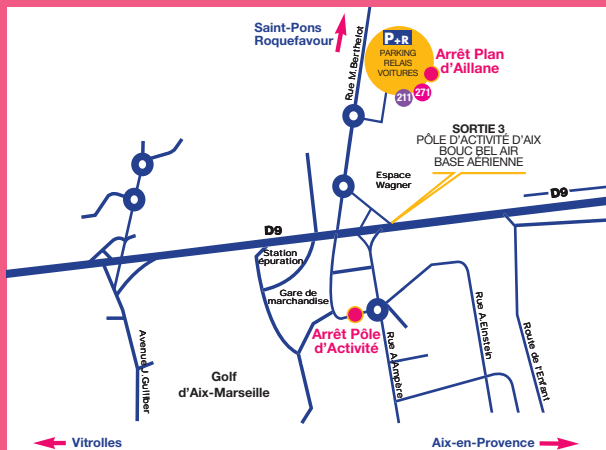 Saint-Pons
Roquefavour
Rue M.Berthelot
P+R
PARKING
RELAIS
VOITURES
Arrêt Plan
d'Aillane
211
271
SORTIE 3
PÔLE D'ACTIVITÉ D'AIX
BOUC BEL AIR
BASE AÉRIENNE
Espace
Wagner
D9
D9
Station
épuration
Gare de
marchandise
Arrêt Pôle
d'Activité
Rue A.Ampère
Rue A.Einstein
Route de l'Enfant
Avenue J.Guiliber
Golf
d'Aix-Marseille
Vitrolles
Aix-en-Provence